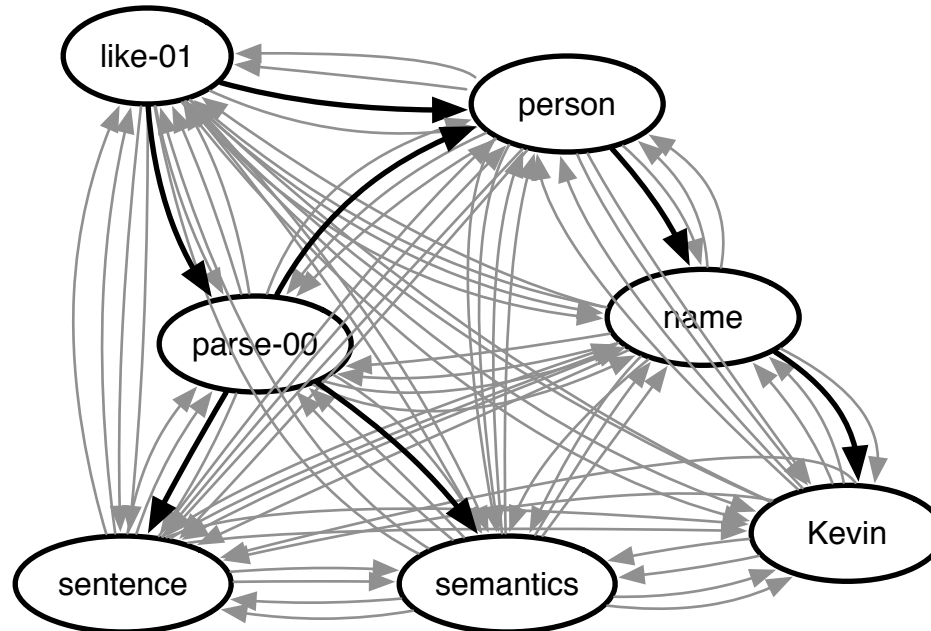 like-01
person
name
parse-00
Kevin
sentence
semantics